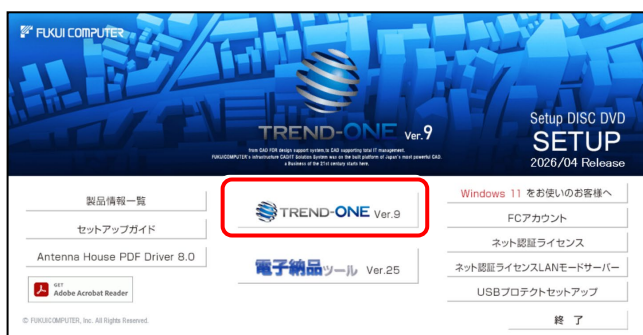 FUKUI COMPUTER
TREND-ONE Ver.9
from CAD FOR design support system,to CAD supporting total IT management.
FUKUICOMPUTER's infrastructure CAD/IT Solution System was on the built platform of Japan's most powerful CAD.
a Business of the 21st century starts here.
Setup DISC DVD
SETUP
2026/04 Release
製品情報一覧
セットアップガイド
Antenna House PDF Driver 8.0
GET
Adobe Acrobat Reader
TREND-ONE Ver.9
電子納品ツール Ver.25
Windows 11 をお使いのお客様へ
FCアカウント
ネット認証ライセンス
ネット認証ライセンスLANモードサーバー
USBプロテクトセットアップ
終 了
© FUKUICOMPUTER, Inc. All Rights Reserved.